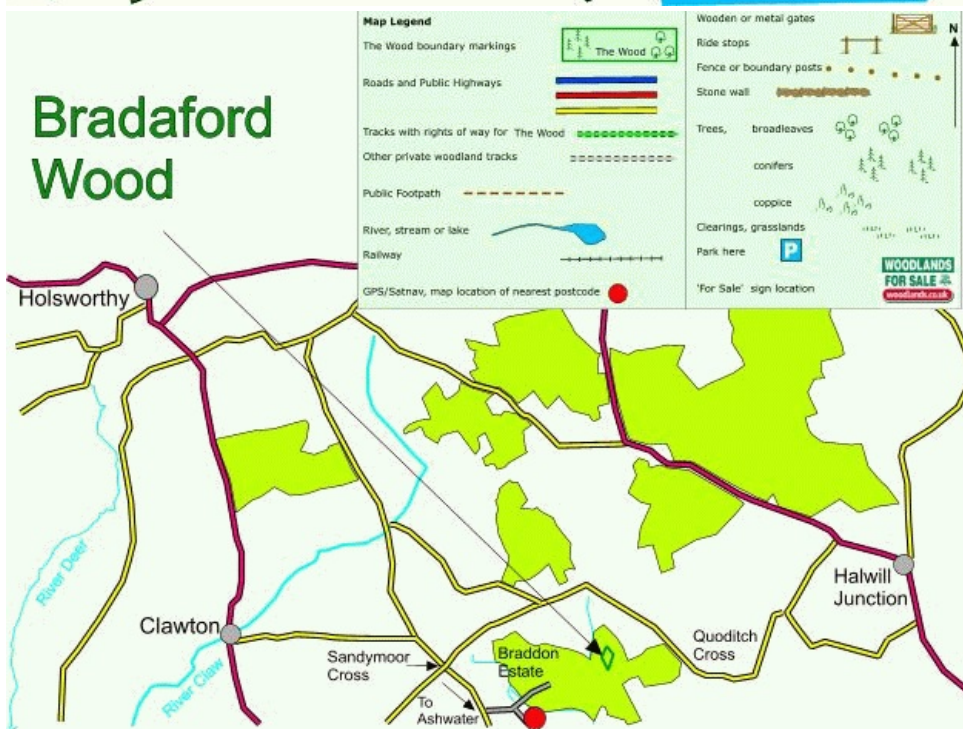 Bradaford
Wood
Map Legend
The Wood boundary markings
The Wood
Roads and Public Highways
Tracks with rights of way for The Wood
Other private woodland tracks
Public Footpath
River, stream or lake
Railway
GPS/Satnav, map location of nearest postcode
Wooden or metal gates
N
Ride stops
Fence or boundary posts
Stone wall
Trees, broadleaves
conifers
coppice
Clearings, grasslands
Park here
P
'For Sale' sign location
WOODLANDS
FOR SALE
woodlands.co.uk
Holsworthy
River Deer
Clawton
River Claw
Sandymoor
Cross
To
Ashwater
Braddon
Estate
Quoditch
Cross
Halwill
Junction